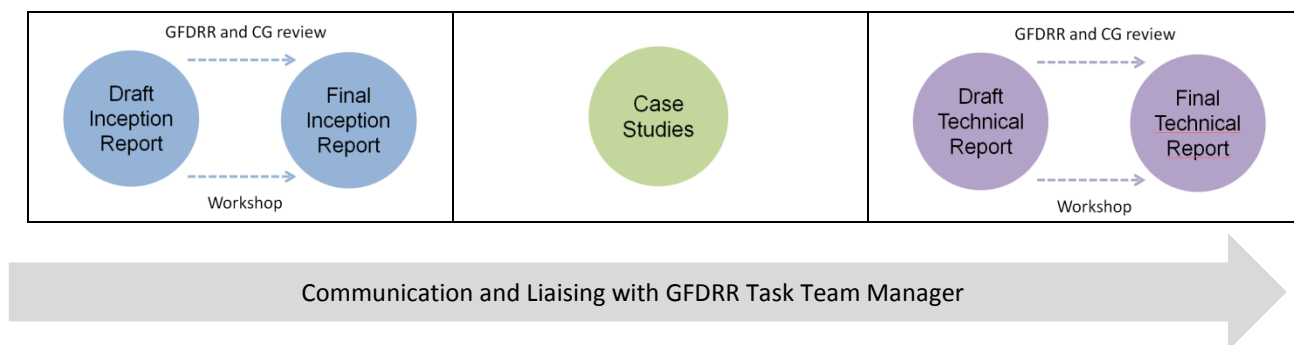 GFDRR and CG review
Draft
Inception
Report
Final
Inception
Report
Workshop
Case
Studies
GFDRR and CG review
Draft
Technical
Report
Final
Technical
Report
Workshop
Communication and Liaising with GFDRR Task Team Manager